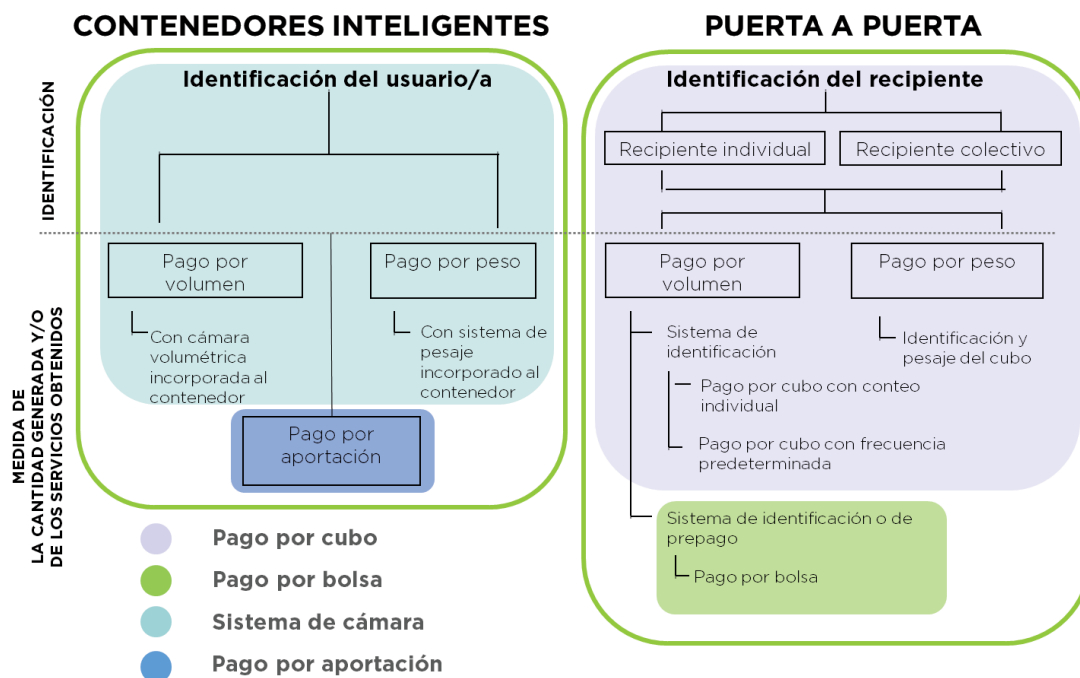 CONTENEDORES INTELIGENTES
PUERTA A PUERTA
IDENTIFICACIÓN
Identificación del usuario/a
Identificación del recipiente
Recipiente individual
Recipiente colectivo
MEDIDA DE
LA CANTIDAD GENERADA Y/O
DE LOS SERVICIOS OBTENIDOS
Pago por
volumen
Pago por peso
Con cámara
volumétrica
incorporada al
contenedor
Con sistema de
pesaje
incorporado al
contenedor
Pago por
aportación
Pago por
volumen
Pago por peso
Sistema de
identificación
Identificación y
pesaje del cubo
Pago por cubo con conteo
individual
Pago por cubo con frecuencia
predeterminada
Sistema de identificación o de
prepago
Pago por bolsa
Pago por cubo
Pago por bolsa
Sistema de cámara
Pago por aportación